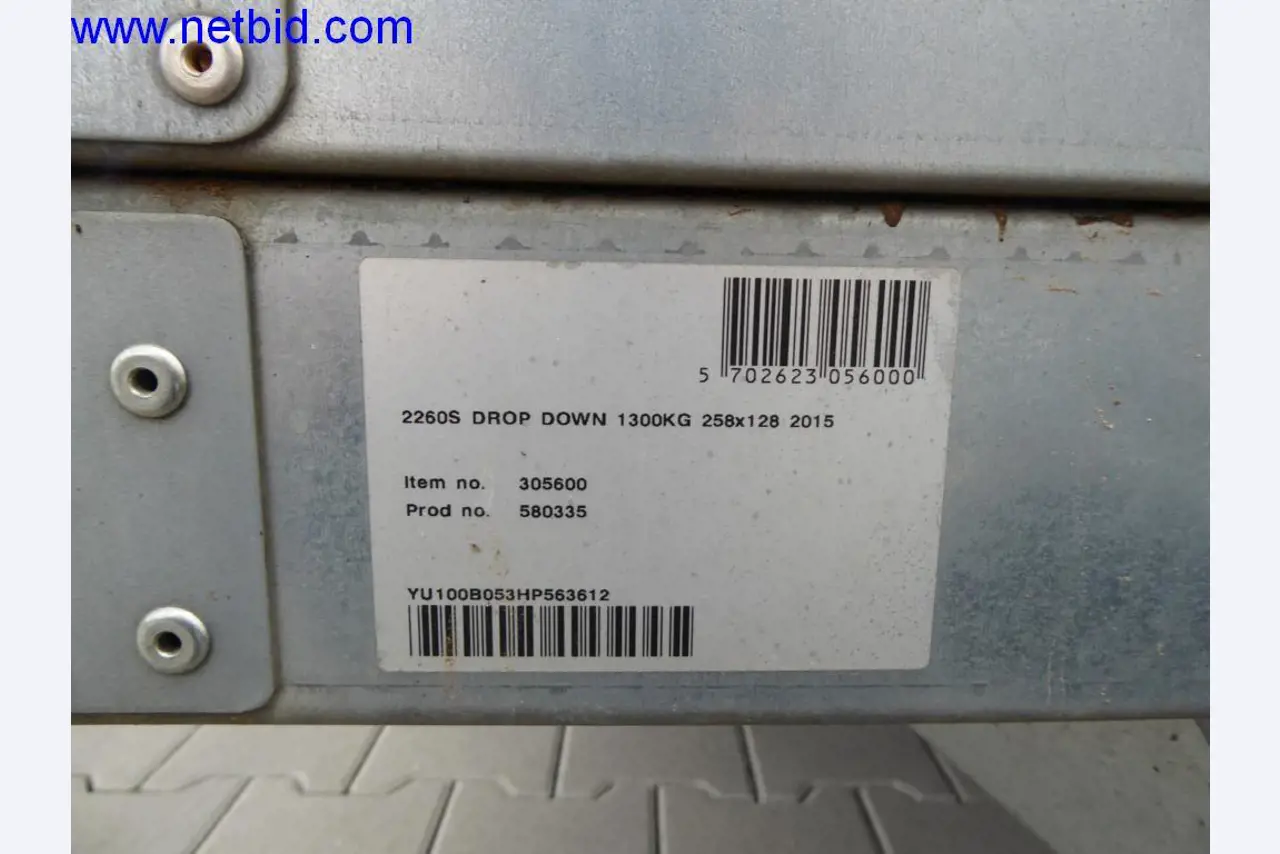 www.netbid.com
5 702623 056000
2260S DROP DOWN 1300KG 258x128 2015
Item no. 305600
Prod no. 580335
YU100B053HP563612